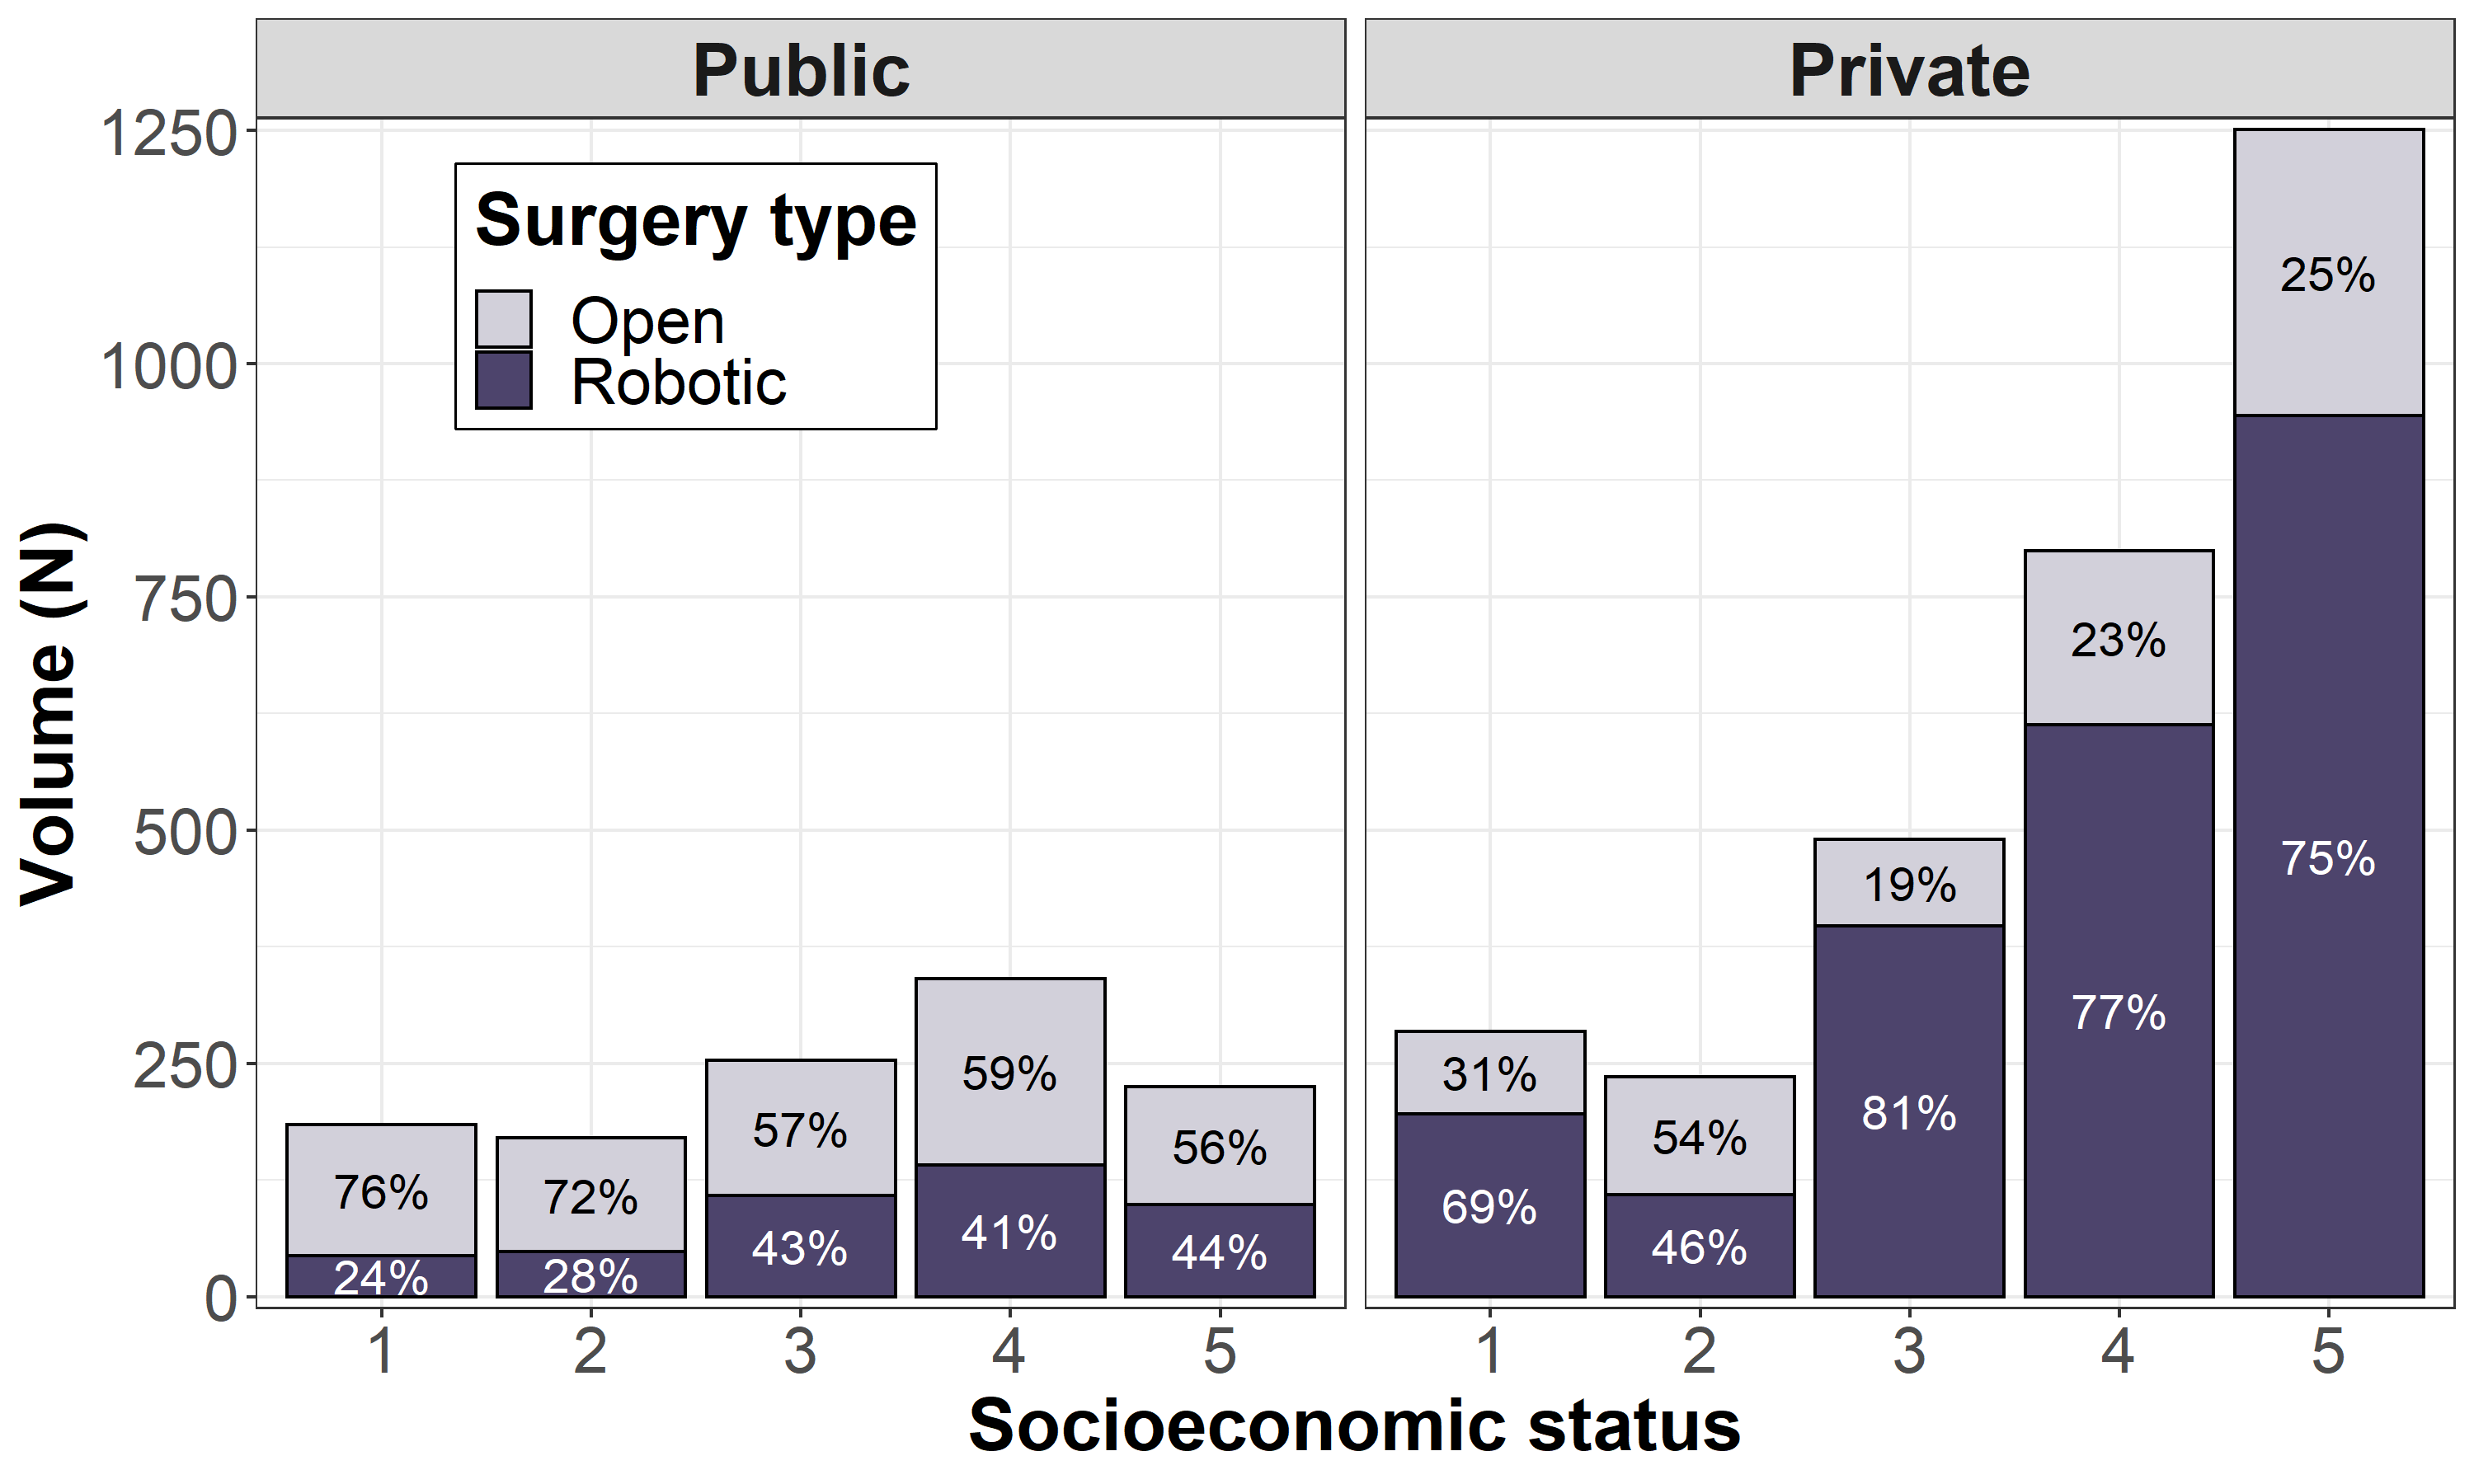 Public
Private
Surgery type
Open
Robotic
Volume (N)
1250
1000
750
500
250
0
76%
24%
72%
28%
57%
43%
59%
41%
56%
44%
31%
69%
54%
46%
19%
81%
23%
77%
25%
75%
1 2 3 4 5
1 2 3 4 5
Socioeconomic status